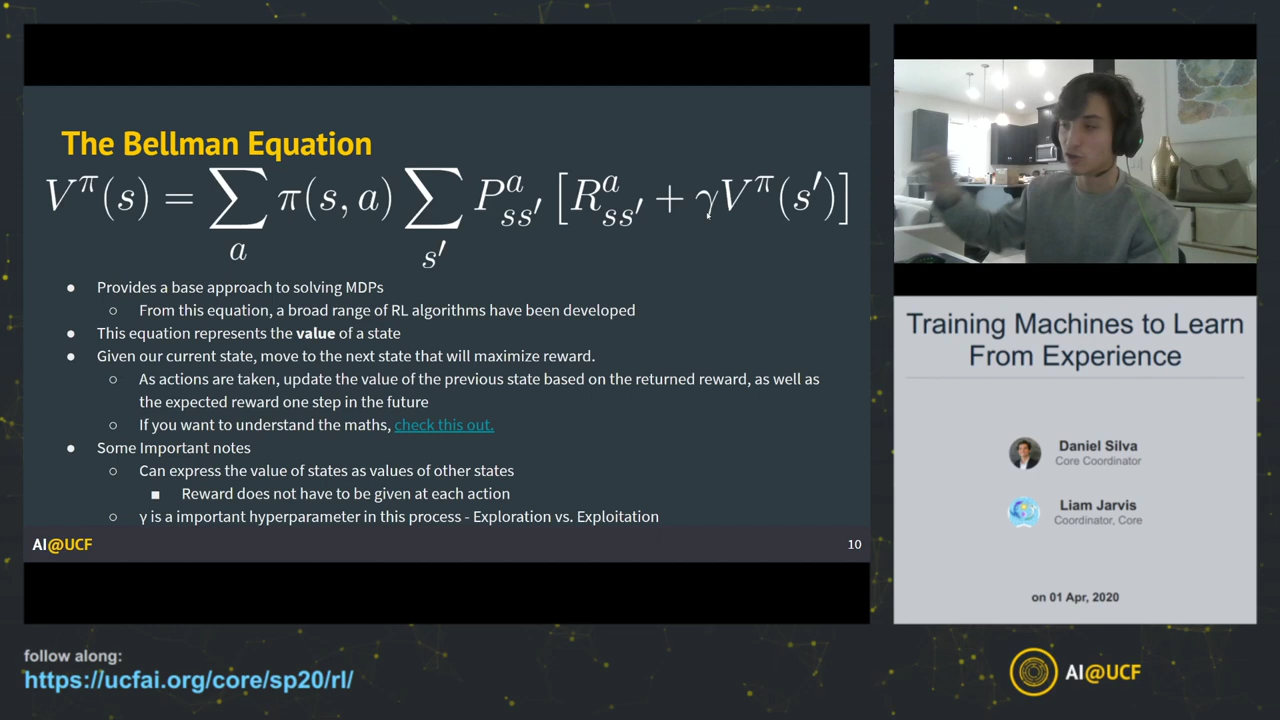 The Bellman Equation
V^π(s) = ∑_a π(s, a) ∑_{s'} P^a_{ss'} [R^a_{ss'} + γV^π(s')]
● Provides a base approach to solving MDPs
○ From this equation, a broad range of RL algorithms have been developed
● This equation represents the value of a state
● Given our current state, move to the next state that will maximize reward.
○ As actions are taken, update the value of the previous state based on the returned reward, as well as
the expected reward one step in the future
○ If you want to understand the maths, check this out.
● Some Important notes
○ Can express the value of states as values of other states
■ Reward does not have to be given at each action
○ γ is a important hyperparameter in this process - Exploration vs. Exploitation
AI@UCF
10
Training Machines to Learn
From Experience
Daniel Silva
Core Coordinator
Liam Jarvis
Coordinator, Core
on 01 Apr, 2020
follow along:
https://ucfai.org/core/sp20/rl/
AI@UCF